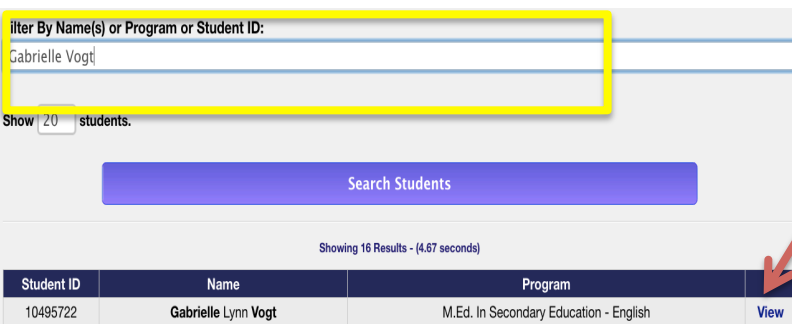 ilter By Name(s) or Program or Student ID:
Gabrielle Vogt
Show 20 students.
Search Students
Showing 16 Results - (4.67 seconds)
Student ID Name Program
10495722 Gabrielle Lynn Vogt M.Ed. In Secondary Education - English View